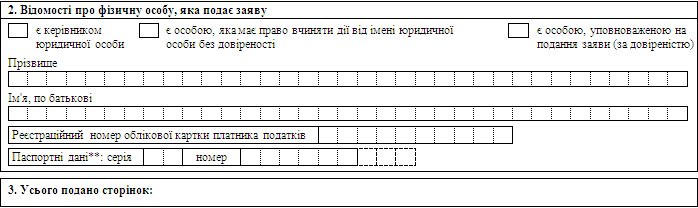 2. Відомості про фізичну особу, яка подає заяву
є керівником юридичної особи
є особою, яка має право вчиняти дії від імені юридичної особи без довіреності
є особою, уповноваженою на подання заяви (за довіреністю)
Прізвище
Ім'я, по батькові
Реєстраційний номер облікової картки платника податків
Паспортні дані**: серія номер
3. Усього подано сторінок: